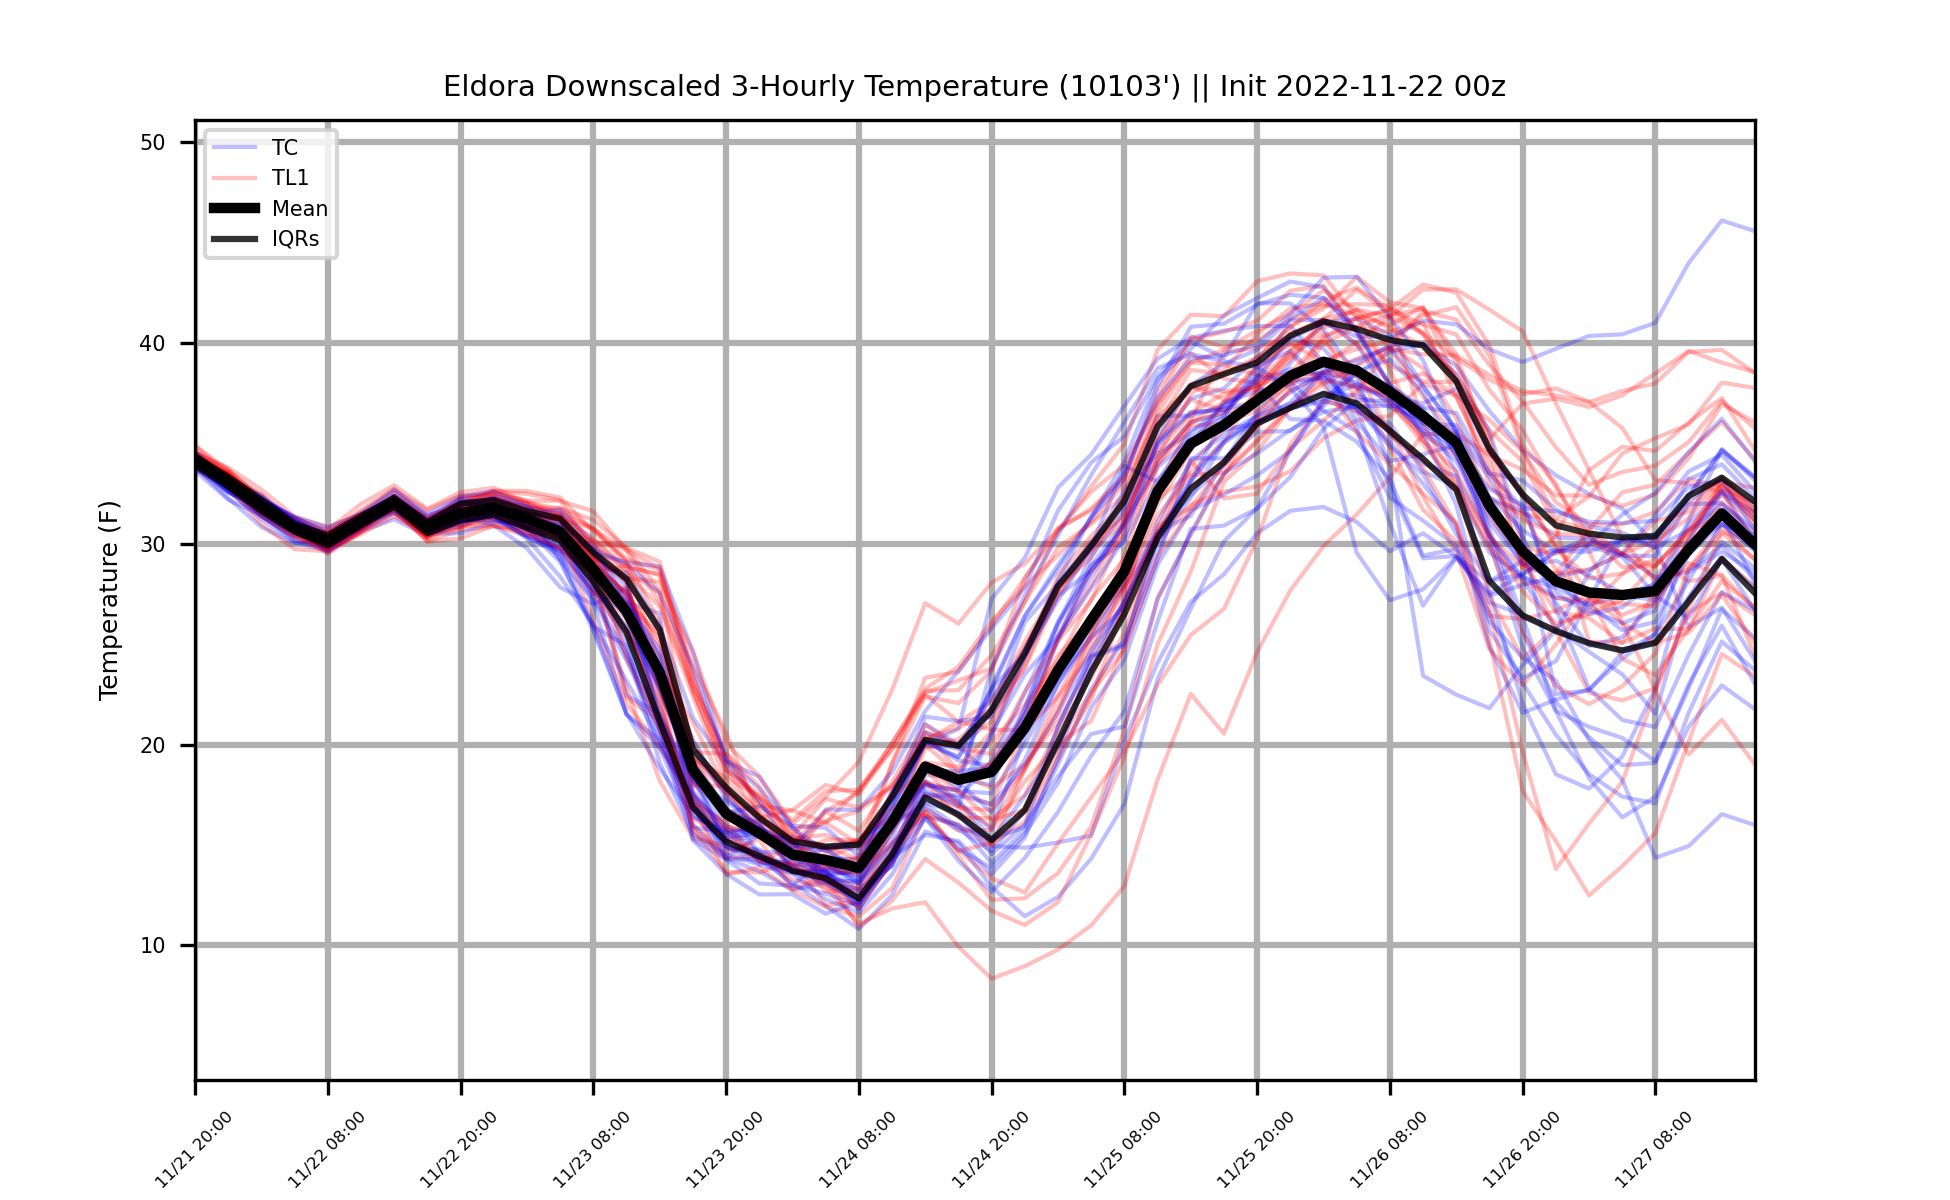 Eldora Downscaled 3-Hourly Temperature (10103') || Init 2022-11-22 00z
TC
TL1
Mean
IQRs
Temperature (F)
50
40
30
20
10
11/21 20:00
11/22 08:00
11/22 20:00
11/23 08:00
11/23 20:00
11/24 08:00
11/24 20:00
11/25 08:00
11/25 20:00
11/26 08:00
11/26 20:00
11/27 08:00